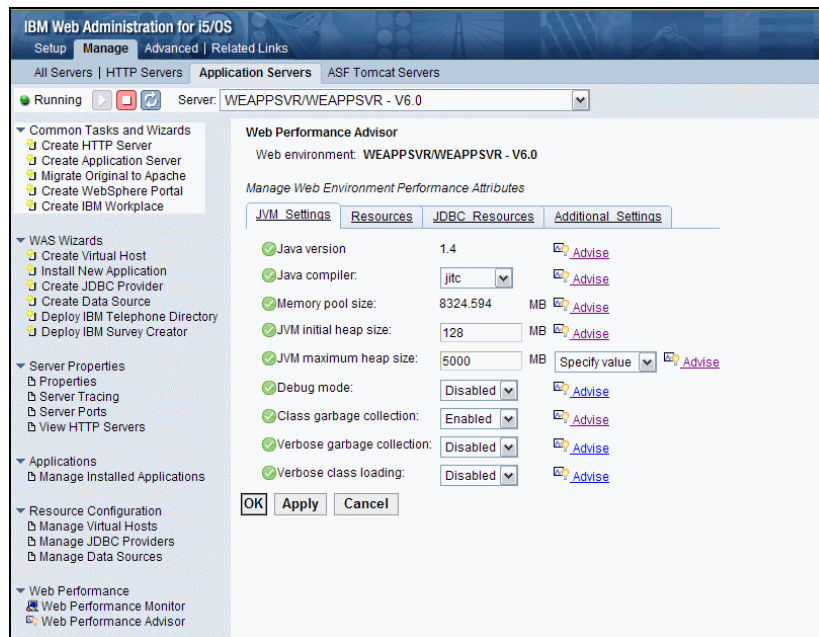 IBM Web Administration for i5/OS
Setup Manage Advanced | Related Links
All Servers | HTTP Servers Application Servers ASF Tomcat Servers
Running Server: WEAPPSVR/WEAPPSVR - V6.0
Common Tasks and Wizards
Create HTTP Server
Create Application Server
Migrate Original to Apache
Create WebSphere Portal
Create IBM Workplace
WAS Wizards
Create Virtual Host
Install New Application
Create JDBC Provider
Create Data Source
Deploy IBM Telephone Directory
Deploy IBM Survey Creator
Server Properties
Properties
Server Tracing
Server Ports
View HTTP Servers
Applications
Manage Installed Applications
Resource Configuration
Manage Virtual Hosts
Manage JDBC Providers
Manage Data Sources
Web Performance
Web Performance Monitor
Web Performance Advisor
Web Performance Advisor
Web environment: WEAPPSVR/WEAPPSVR - V6.0
Manage Web Environment Performance Attributes
JVM Settings Resources JDBC Resources Additional Settings
Java version 1.4 Advise
Java compiler: jitc Advise
Memory pool size: 8324.594 MB Advise
JVM initial heap size: 128 MB Advise
JVM maximum heap size: 5000 MB Specify value Advise
Debug mode: Disabled Advise
Class garbage collection: Enabled Advise
Verbose garbage collection: Disabled Advise
Verbose class loading: Disabled Advise
OK Apply Cancel